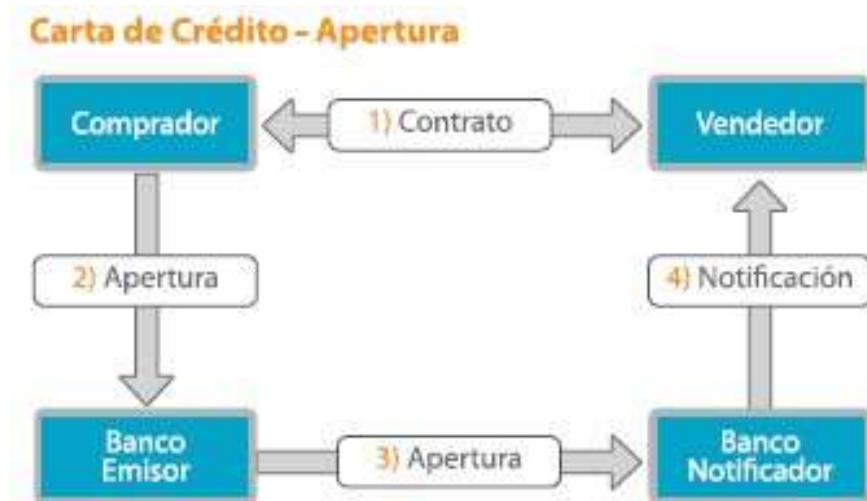 Carta de Crédito - Apertura
Comprador
1) Contrato
Vendedor
2) Apertura
4) Notificación
Banco
Emisor
3) Apertura
Banco
Notificador